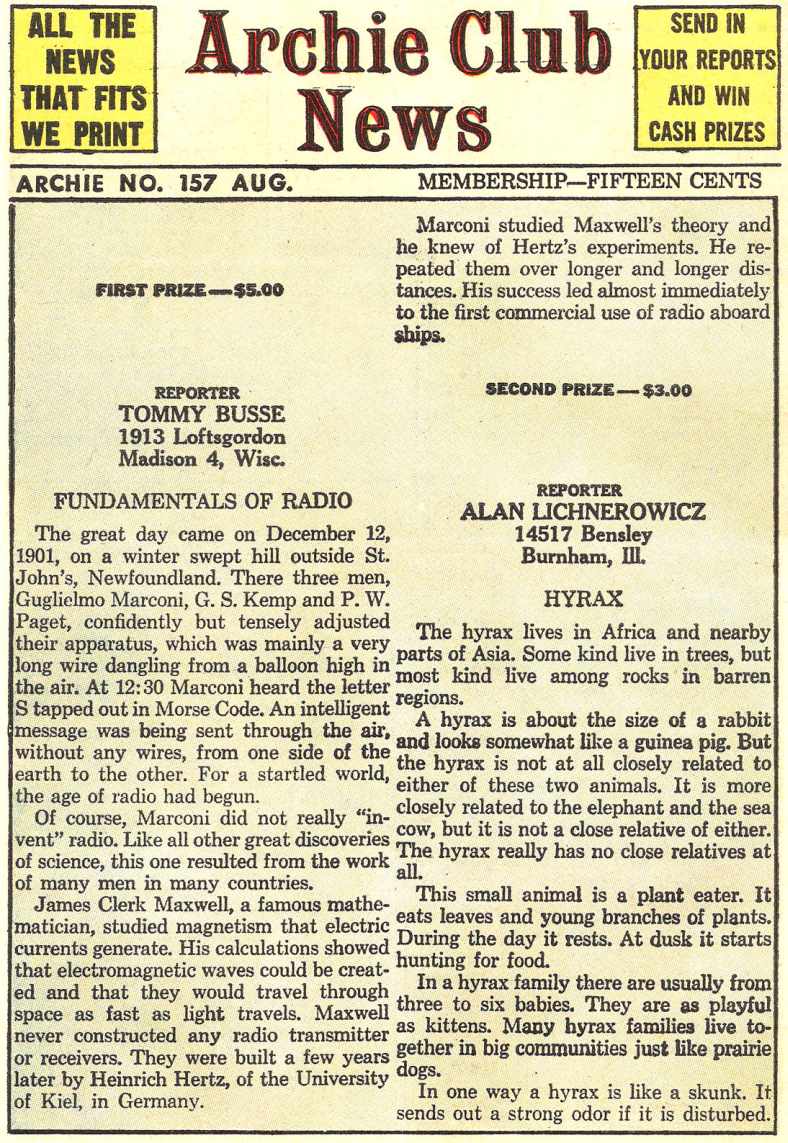 ALL THE
NEWS
THAT FITS
WE PRINT
Archie Club
News
SEND IN
YOUR REPORTS
AND WIN
CASH PRIZES
ARCHIE NO. 157 AUG.
MEMBERSHIP—FIFTEEN CENTS
FIRST PRIZE—$5.00
REPORTER
TOMMY BUSSE
1913 Loftsgordon
Madison 4, Wisc.
FUNDAMENTALS OF RADIO
The great day came on December 12,
1901, on a winter swept hill outside St.
John's, Newfoundland. There three men,
Guglielmo Marconi, G. S. Kemp and P. W.
Paget, confidently but tensely adjusted
their apparatus, which was mainly a very
long wire dangling from a balloon high in
the air. At 12:30 Marconi heard the letter
S tapped out in Morse Code. An intelligent
message was being sent through the air,
without any wires, from one side of the
earth to the other. For a startled world,
the age of radio had begun.
Of course, Marconi did not really "in-
vent" radio. Like all other great discoveries
of science, this one resulted from the work
of many men in many countries.
James Clerk Maxwell, a famous mathe-
matician, studied magnetism that electric
currents generate. His calculations showed
that electromagnetic waves could be creat-
ed and that they would travel through
space as fast as light travels. Maxwell
never constructed any radio transmitter
or receivers. They were built a few years
later by Heinrich Hertz, of the University
of Kiel, in Germany.
Marconi studied Maxwell's theory and
he knew of Hertz's experiments. He re-
peated them over longer and longer dis-
tances. His success led almost immediately
to the first commercial use of radio aboard
ships.
SECOND PRIZE—$3.00
REPORTER
ALAN LICHNEROWICZ
14517 Bensley
Burnham, Ill.
HYRAX
The hyrax lives in Africa and nearby
parts of Asia. Some kind live in trees, but
most kind live among rocks in barren
regions.
A hyrax is about the size of a rabbit
and looks somewhat like a guinea pig. But
the hyrax is not at all closely related to
either of these two animals. It is more
closely related to the elephant and the sea
cow, but it is not a close relative of either.
The hyrax really has no close relatives at
all.
This small animal is a plant eater. It
eats leaves and young branches of plants.
During the day it rests. At dusk it starts
hunting for food.
In a hyrax family there are usually from
three to six babies. They are as playful
as kittens. Many hyrax families live to-
gether in big communities just like prairie
dogs.
In one way a hyrax is like a skunk. It
sends out a strong odor if it is disturbed.